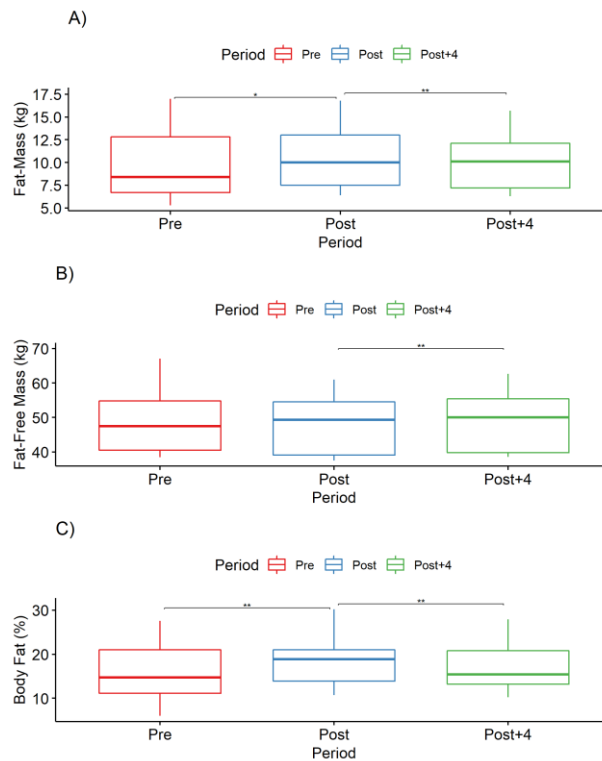 A)
Period Pre Post Post+4
* **
17.5
15.0
12.5
10.0
7.5
5.0
Fat-Mass (kg)
Pre Post Post+4
Period
B)
Period Pre Post Post+4
**
70
60
50
40
Fat-Free Mass (kg)
Pre Post Post+4
Period
C)
Period Pre Post Post+4
** **
30
20
10
Body Fat (%)
Pre Post Post+4
Period